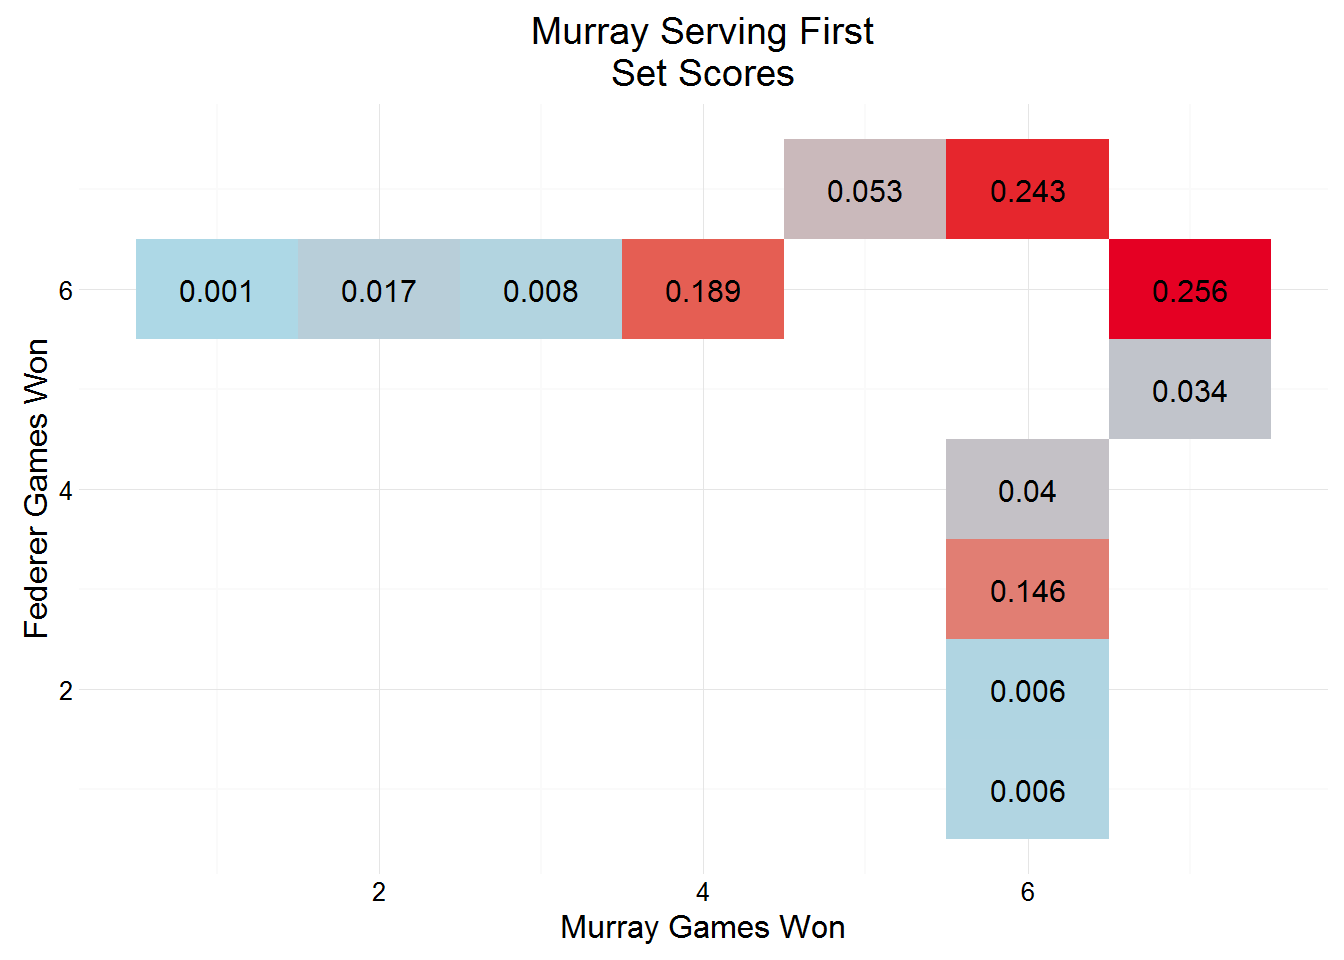 Murray Serving First
Set Scores
0.053 0.243
6 0.001 0.017 0.008 0.189 0.256
0.034
4 0.04
0.146
2 0.006
0.006
2 4 6
Murray Games Won
Federer Games Won